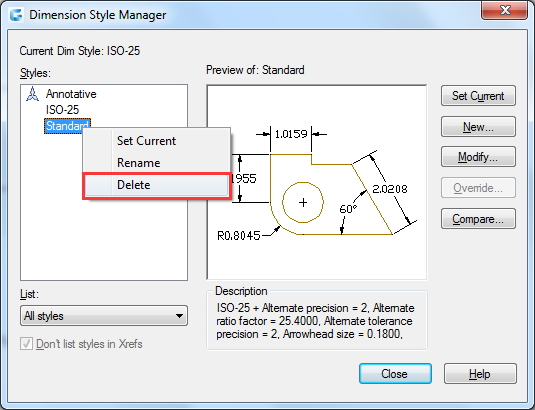 Dimension Style Manager
Current Dim Style: ISO-25
Styles:
Annotative
ISO-25
Standard
Set Current
Rename
Delete
List:
All styles
Don't list styles in Xrefs
Preview of: Standard
1.0159
1955
2.0208
60°
R0.8045
Description
ISO-25 + Alternate precision = 2, Alternate
ratio factor = 25.4000, Alternate tolerance
precision = 2, Arrowhead size = 0.1800,
Set Current
New...
Modify...
Override...
Compare...
Close
Help